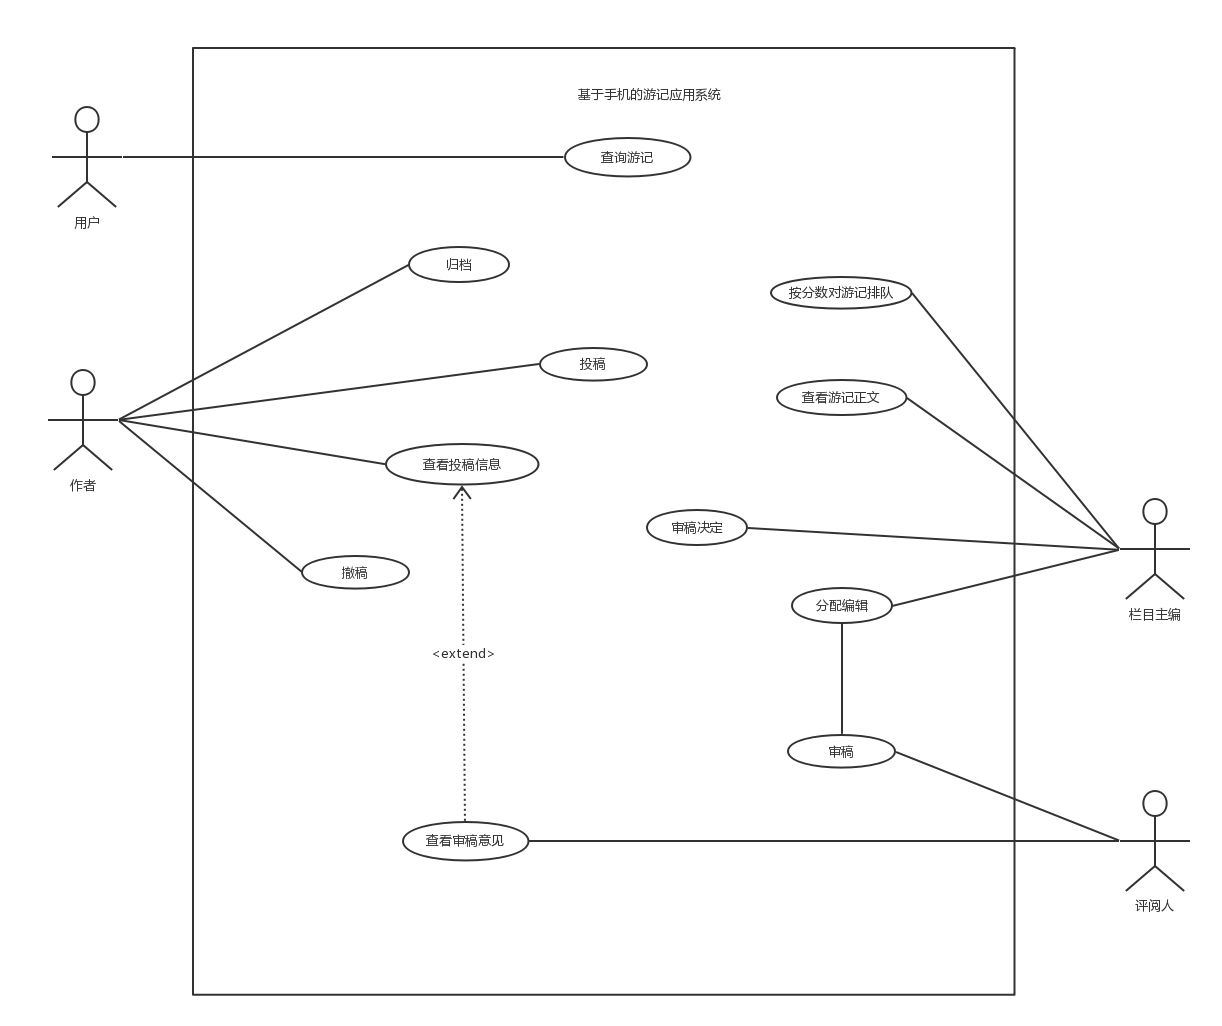 基于手机的游记应用系统
查询游记
用户
归档
按分数对游记排队
投稿
查看游记正文
查看投稿信息
作者
审稿决定
撤稿
分配编辑
栏目主编
<extend>
审稿
查看审稿意见
评阅人